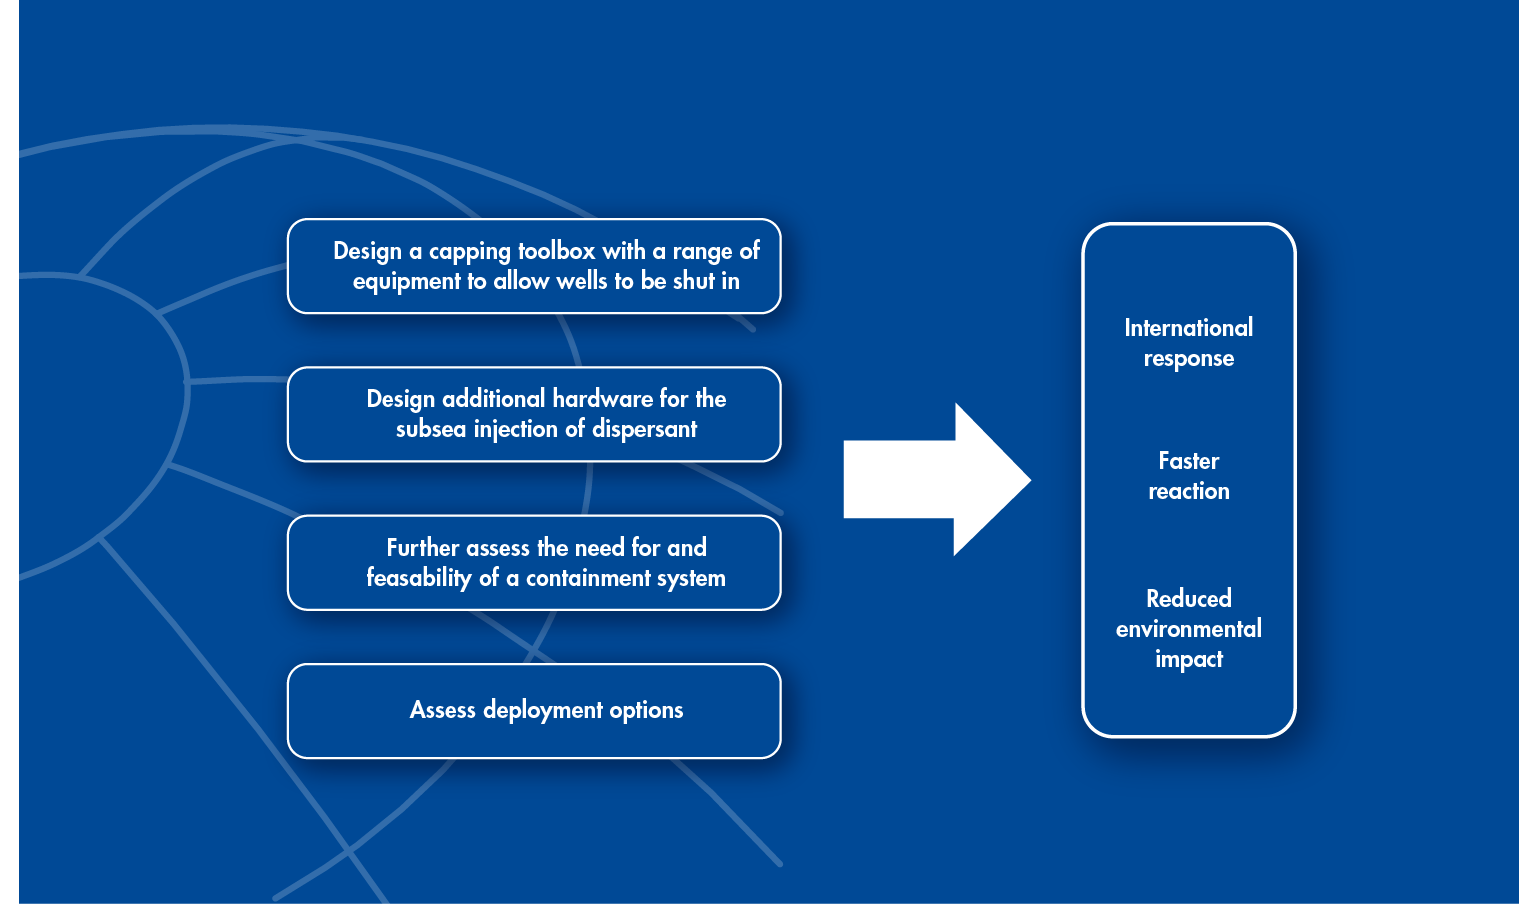 Design a capping toolbox with a range of
equipment to allow wells to be shut in
Design additional hardware for the
subsea injection of dispersant
Further assess the need for and
feasability of a containment system
Assess deployment options
International
response
Faster
reaction
Reduced
environmental
impact